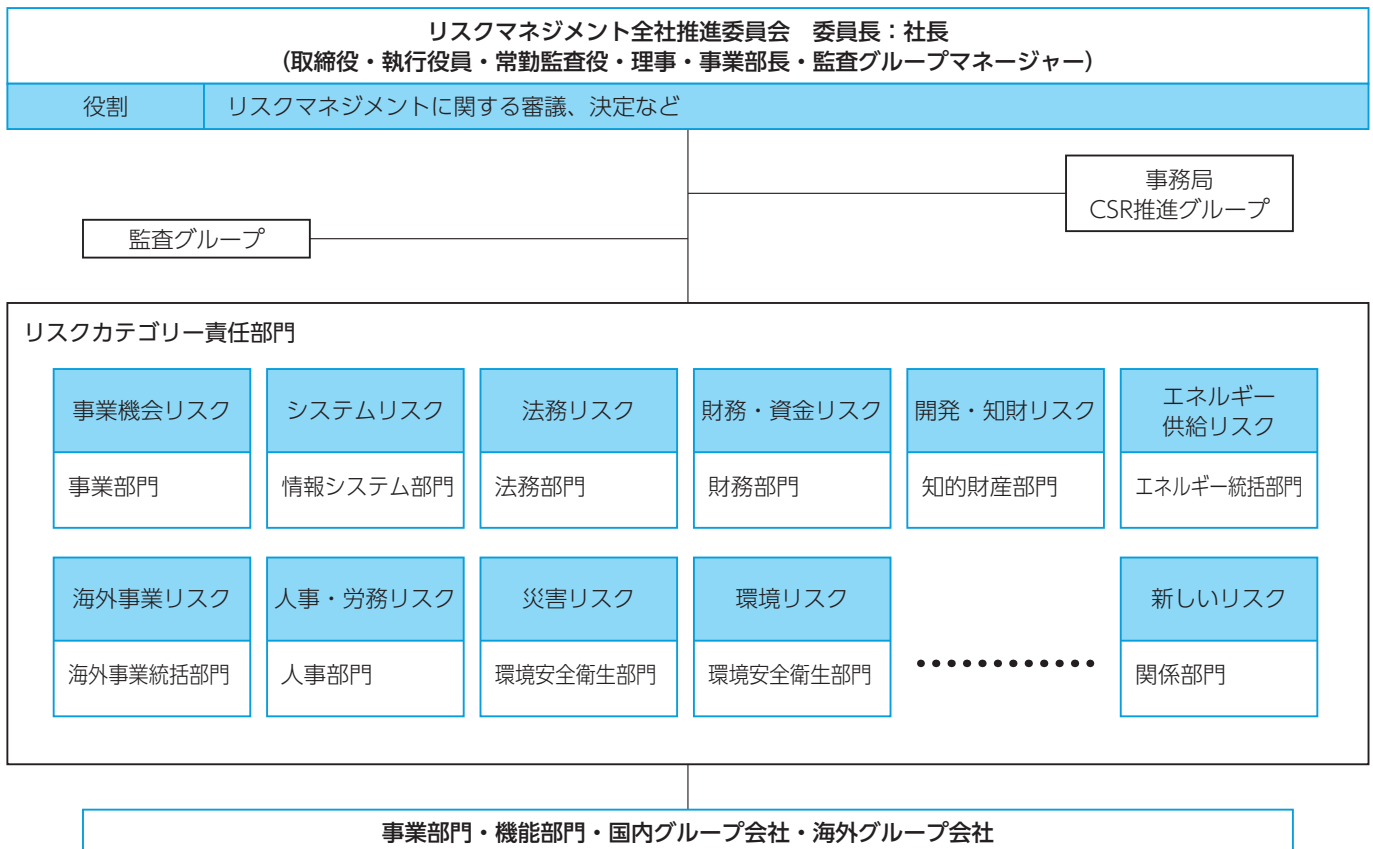 リスクマネジメント全社推進委員会　委員長：社長
（取締役・執行役員・常勤監査役・理事・事業部長・監査グループマネージャー）
役割
リスクマネジメントに関する審議、決定など
事務局
CSR推進グループ
監査グループ
リスクカテゴリー責任部門
事業機会リスク
システムリスク
法務リスク
財務・資金リスク
開発・知財リスク
エネルギー
供給リスク
事業部門
情報システム部門
法務部門
財務部門
知的財産部門
エネルギー統括部門
海外事業リスク
人事・労務リスク
災害リスク
環境リスク
新しいリスク
海外事業統括部門
人事部門
環境安全衛生部門
環境安全衛生部門
関係部門
事業部門・機能部門・国内グループ会社・海外グループ会社